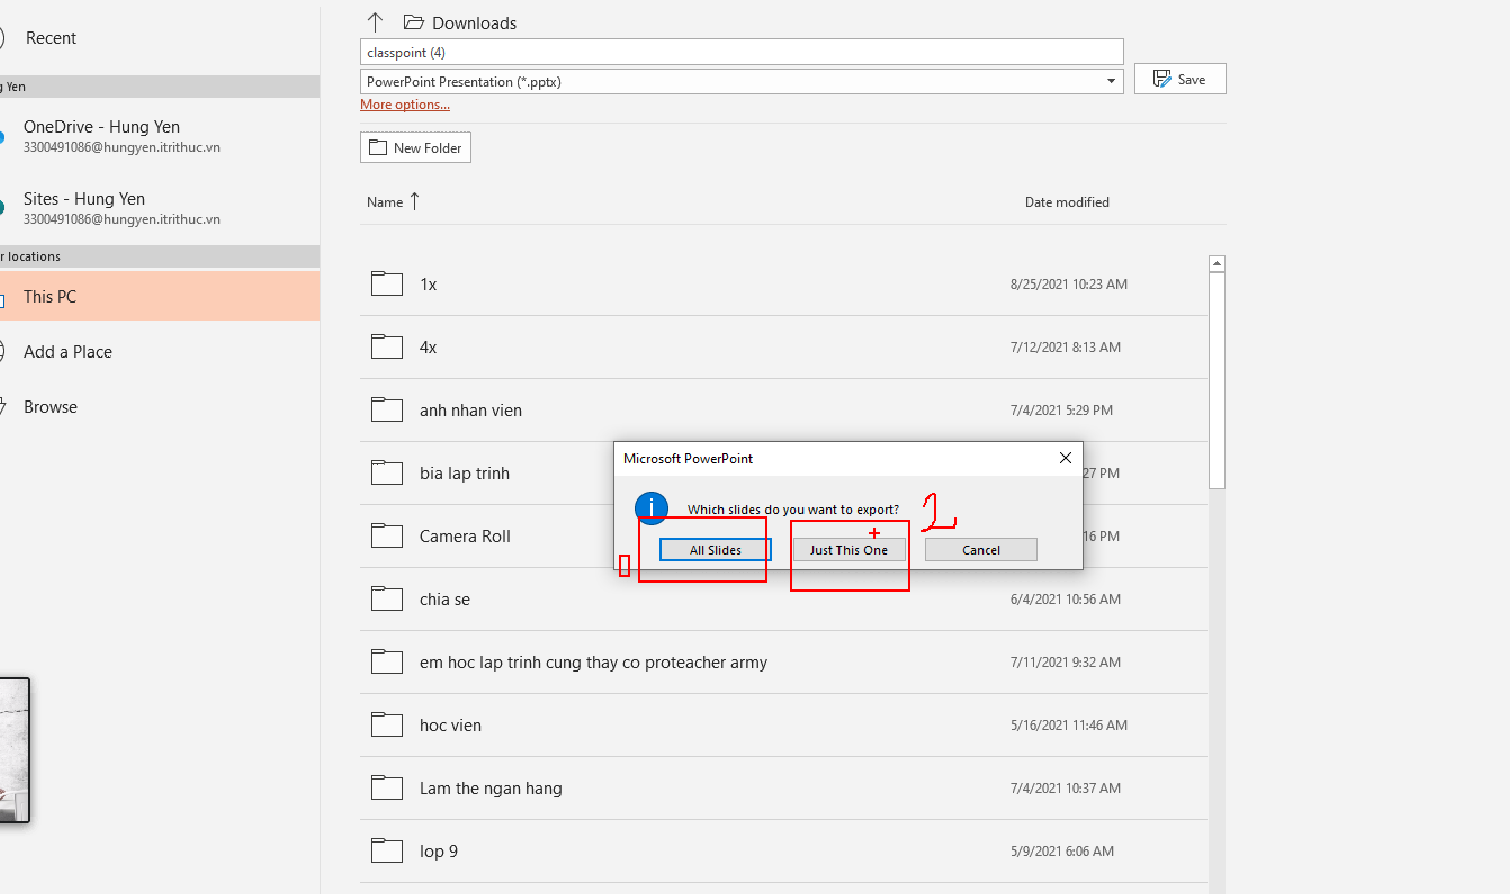 Recent
g Yen
OneDrive - Hung Yen
3300491086@hungyen.itrithuc.vn
Sites - Hung Yen
3300491086@hungyen.itrithuc.vn
r locations
This PC
Add a Place
Browse
Downloads
classpoint (4)
PowerPoint Presentation (*.pptx)
Save
More options...
New Folder
Name
Date modified
1x 8/25/2021 10:23 AM
4x 7/12/2021 8:13 AM
anh nhan vien 7/4/2021 5:29 PM
bia lap trinh 27 PM
Camera Roll 16 PM
chia se 6/4/2021 10:56 AM
em hoc lap trinh cung thay co proteacher army 7/11/2021 9:32 AM
hoc vien 5/16/2021 11:46 AM
Lam the ngan hang 7/4/2021 10:37 AM
lop 9 5/9/2021 6:06 AM
Microsoft PowerPoint
Which slides do you want to export? 2
All Slides Just This One Cancel